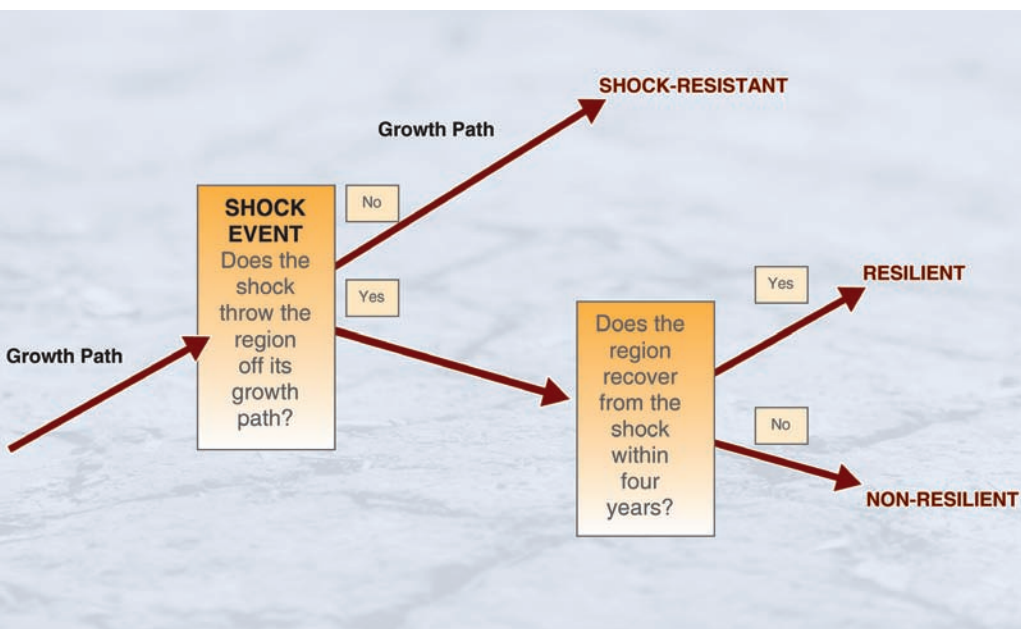 SHOCK-RESISTANT
Growth Path
No
SHOCK
EVENT
Does the
shock
throw the
region
off its
growth
path?
Yes
Growth Path
Does the
region
recover
from the
shock
within
four
years?
Yes
RESILIENT
No
NON-RESILIENT